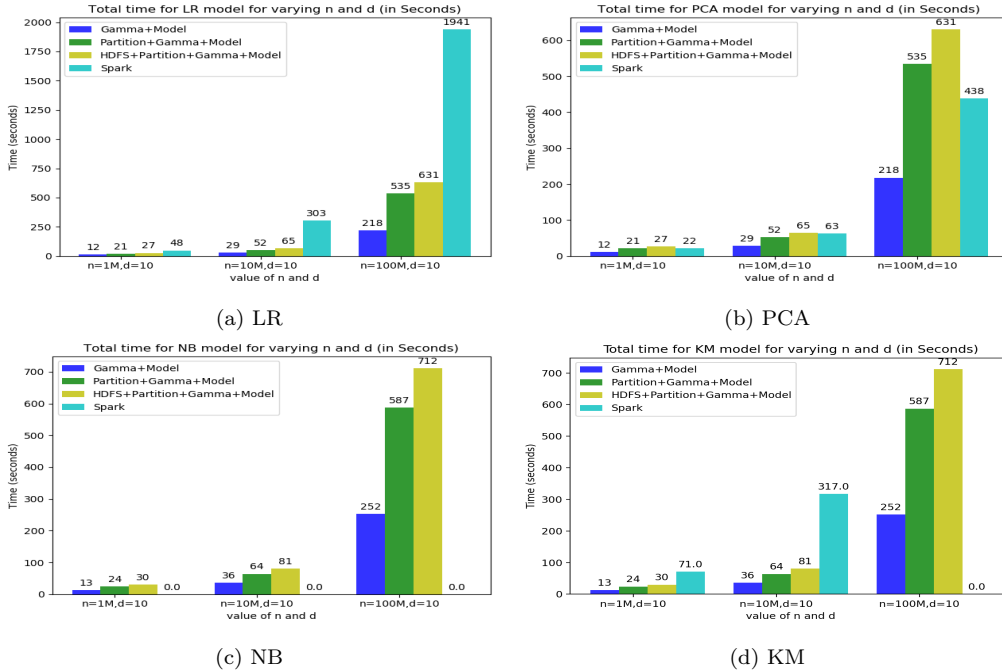 Total time for LR model for varying n and d (in Seconds)
2000
1750
1500
1250
1000
750
500
250
0
Time (seconds)
Gamma+Model
Partition+Gamma+Model
HDFS+Partition+Gamma+Model
Spark
12 21 27 48
29 52 65 303
218 535 631 1941
n=1M,d=10 n=10M,d=10 n=100M,d=10
value of n and d
(a) LR
Total time for PCA model for varying n and d (in Seconds)
600
500
400
300
200
100
0
Time (seconds)
Gamma+Model
Partition+Gamma+Model
HDFS+Partition+Gamma+Model
Spark
12 21 27 22
29 52 65 63
218 535 631 438
n=1M,d=10 n=10M,d=10 n=100M,d=10
value of n and d
(b) PCA
Total time for NB model for varying n and d (in Seconds)
700
600
500
400
300
200
100
0
Time (seconds)
Gamma+Model
Partition+Gamma+Model
HDFS+Partition+Gamma+Model
Spark
13 24 30 0.0
36 64 81 0.0
252 587 712 0.0
n=1M,d=10 n=10M,d=10 n=100M,d=10
value of n and d
(c) NB
Total time for KM model for varying n and d (in Seconds)
700
600
500
400
300
200
100
0
Time (seconds)
Gamma+Model
Partition+Gamma+Model
HDFS+Partition+Gamma+Model
Spark
13 24 30 71.0
36 64 81 317.0
252 587 712 0.0
n=1M,d=10 n=10M,d=10 n=100M,d=10
value of n and d
(d) KM